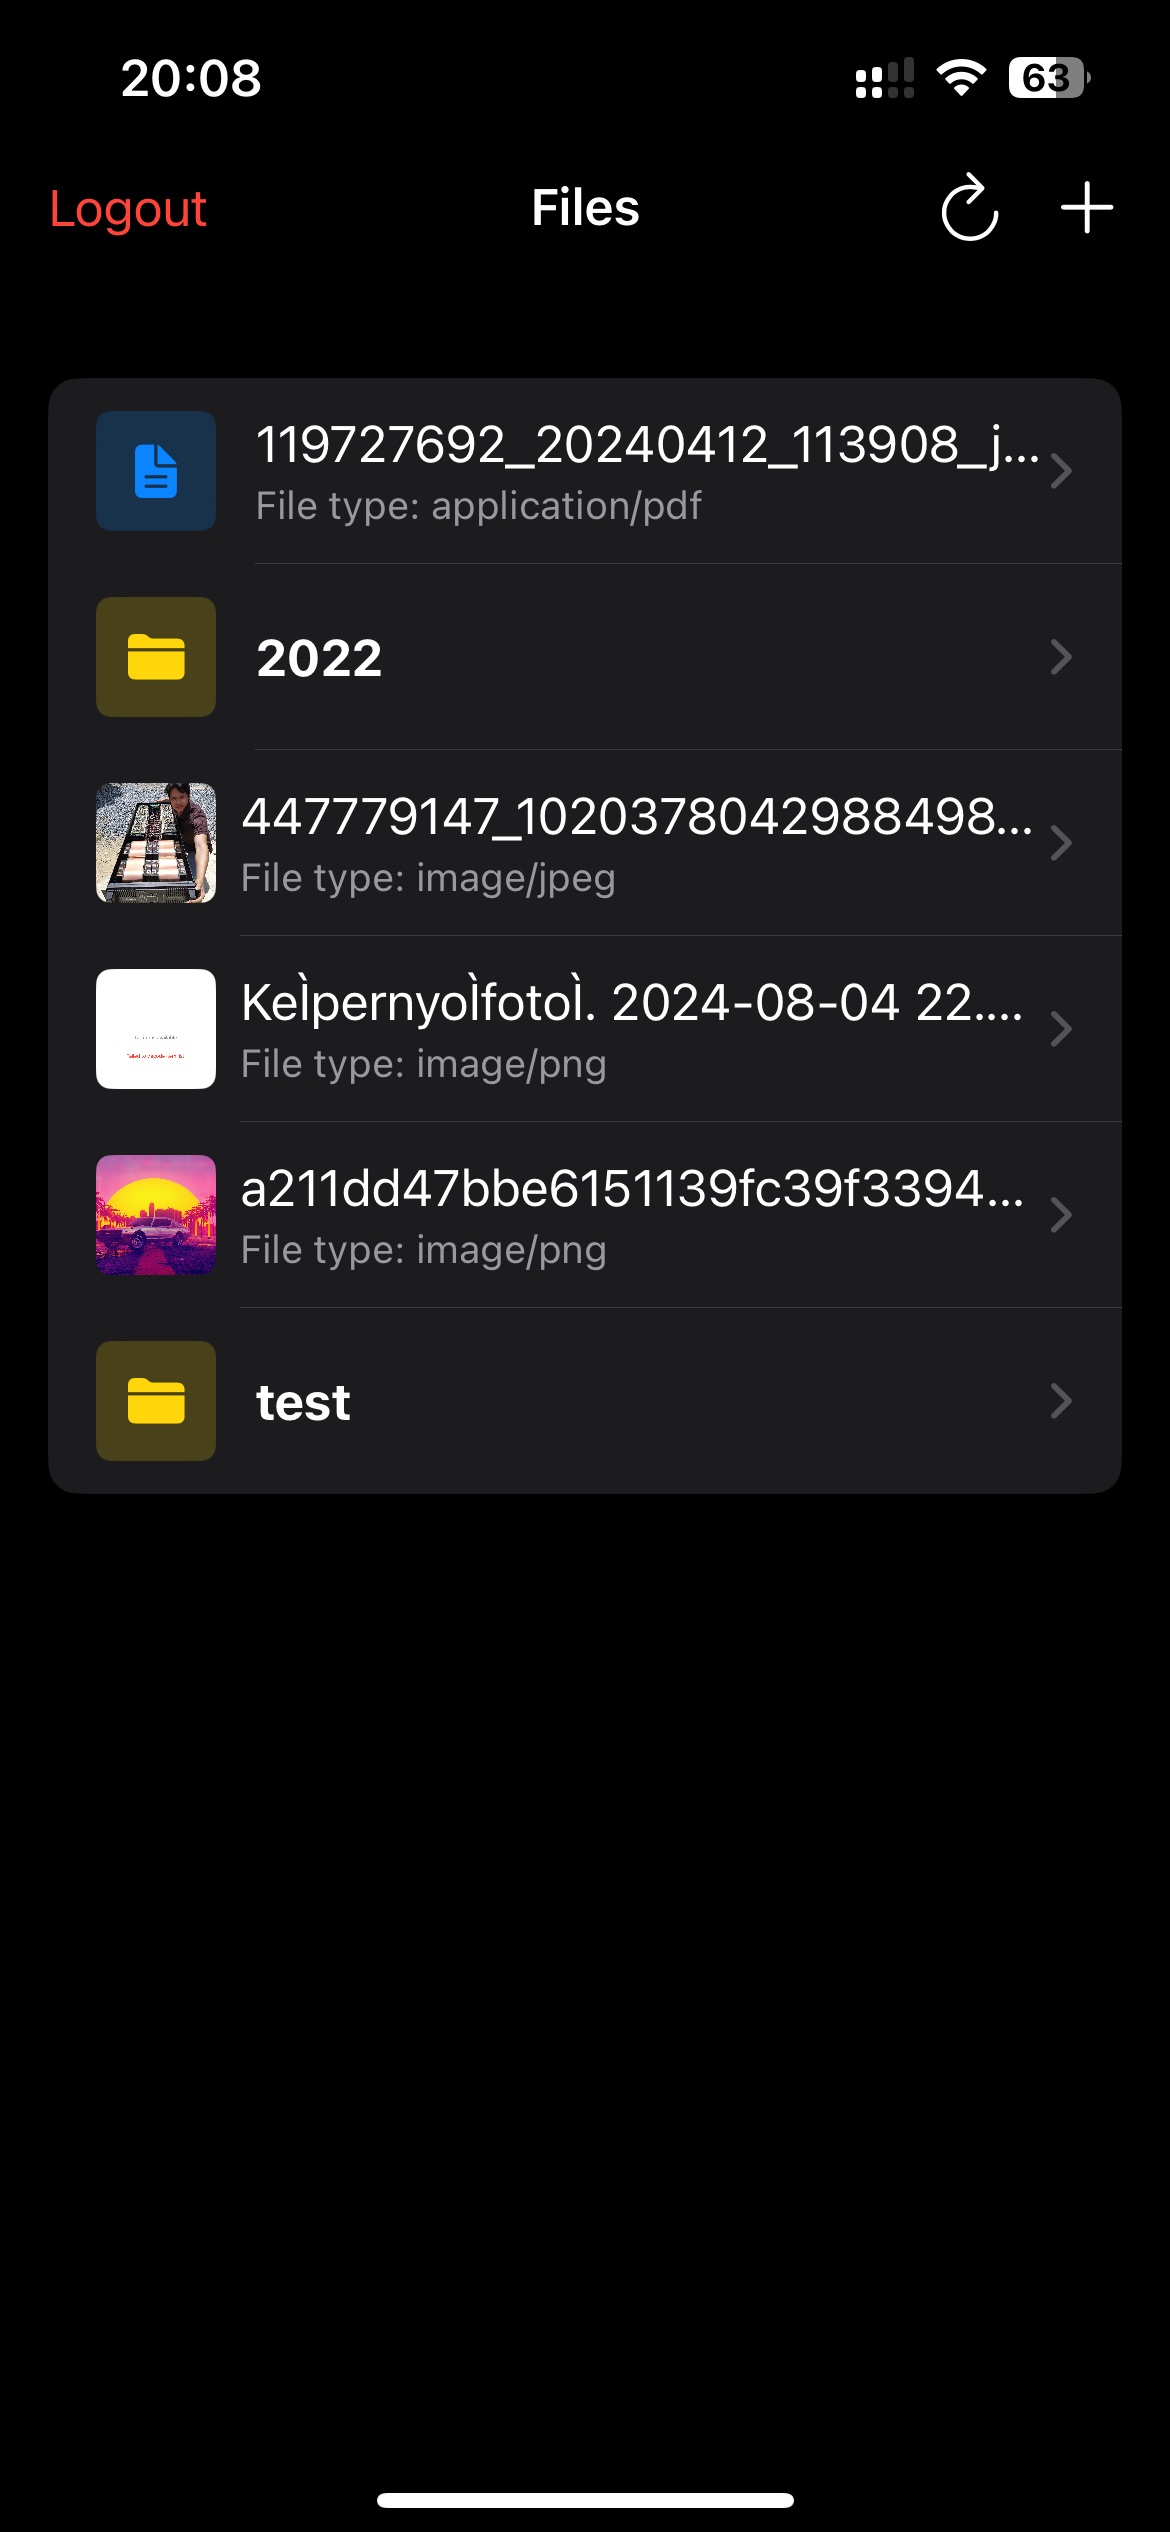 20:08
63
Logout
Files
119727692_20240412_113908_j...
File type: application/pdf
2022
447779147_1020378042988498...
File type: image/jpeg
KeÌpernyoÌfotoÌ. 2024-08-04 22....
File type: image/png
a211dd47bbe6151139fc39f3394...
File type: image/png
test